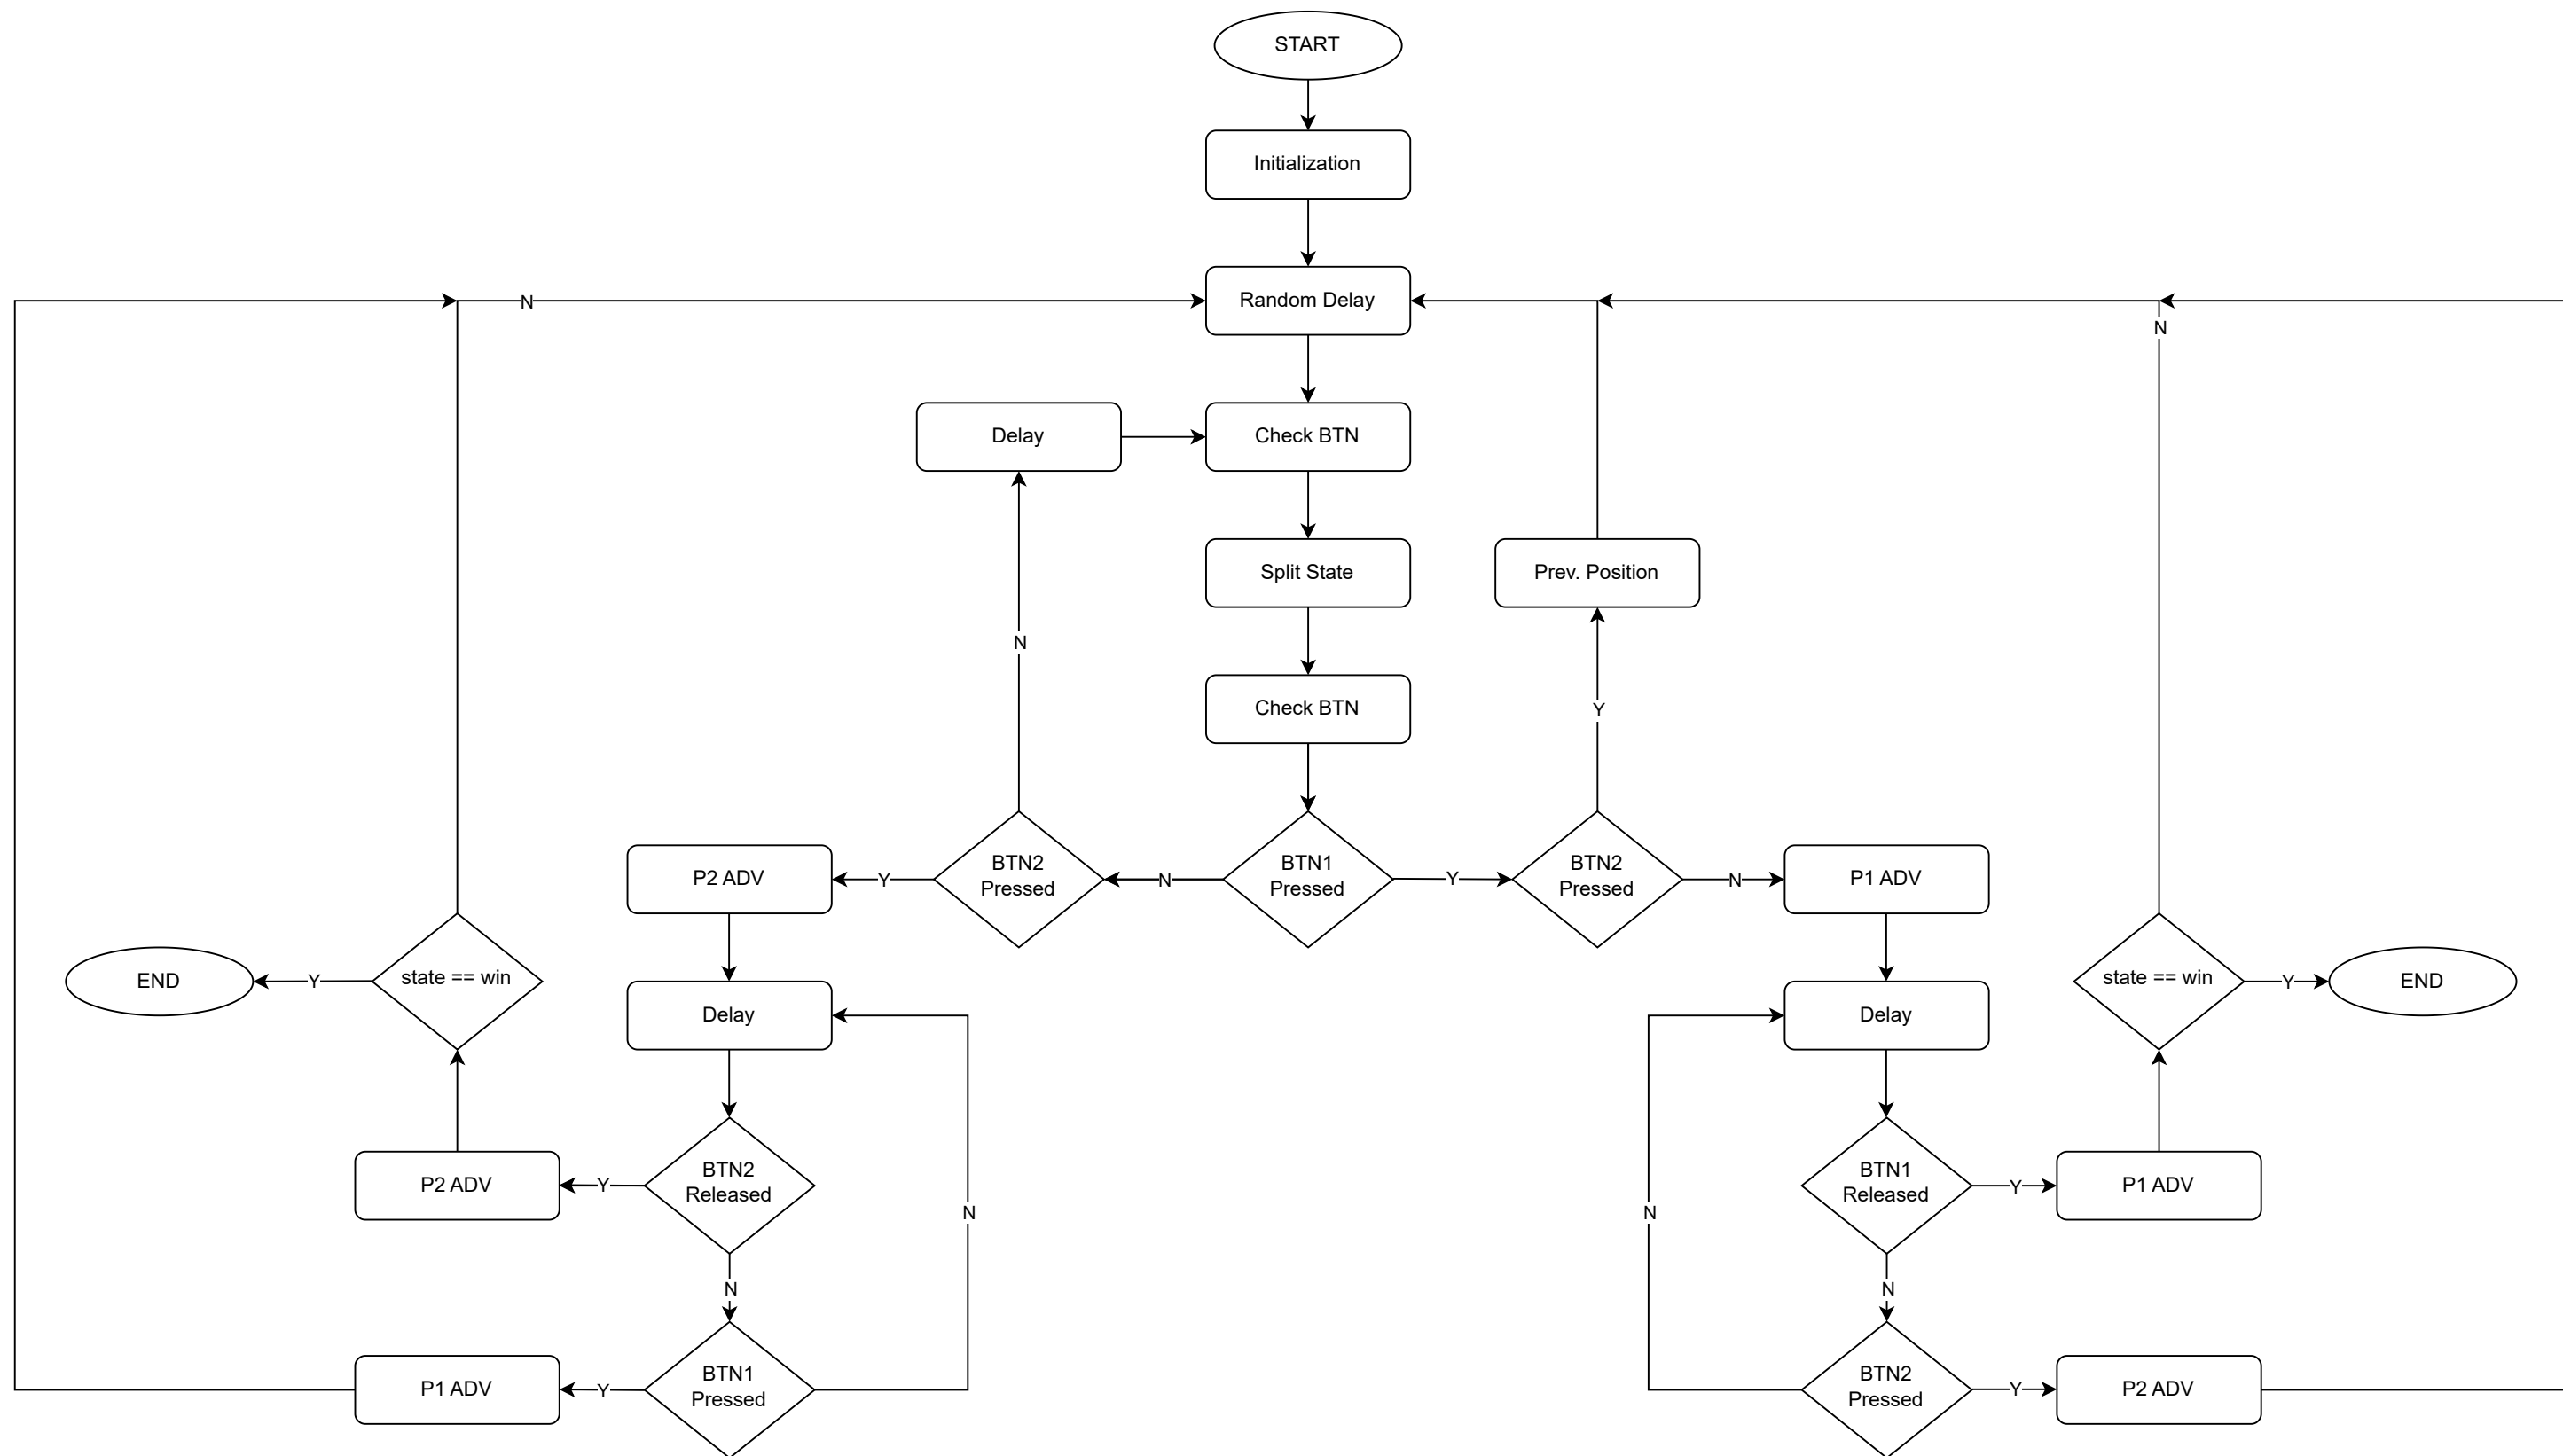 START
Initialization
Random Delay
N
N
Delay
Check BTN
Split State
Prev. Position
N
Check BTN
Y
P2 ADV
Y
BTN2
Pressed
N
BTN1
Pressed
Y
BTN2
Pressed
N
P1 ADV
END
Y
state == win
Delay
Delay
state == win
Y
END
P2 ADV
Y
BTN2
Released
N
N
BTN1
Released
Y
P1 ADV
N
N
P1 ADV
Y
BTN1
Pressed
BTN2
Pressed
Y
P2 ADV